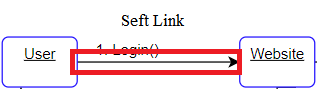 Seft Link
User
1. Login()
Website